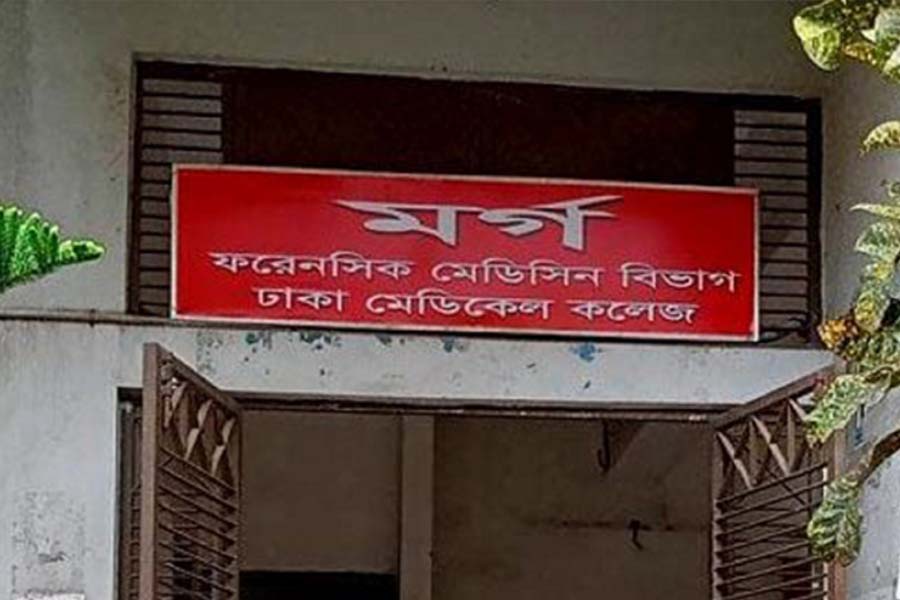 মর্গ
ফরেনসিক মেডিসিন বিভাগ
ঢাকা মেডিকেল কলেজ